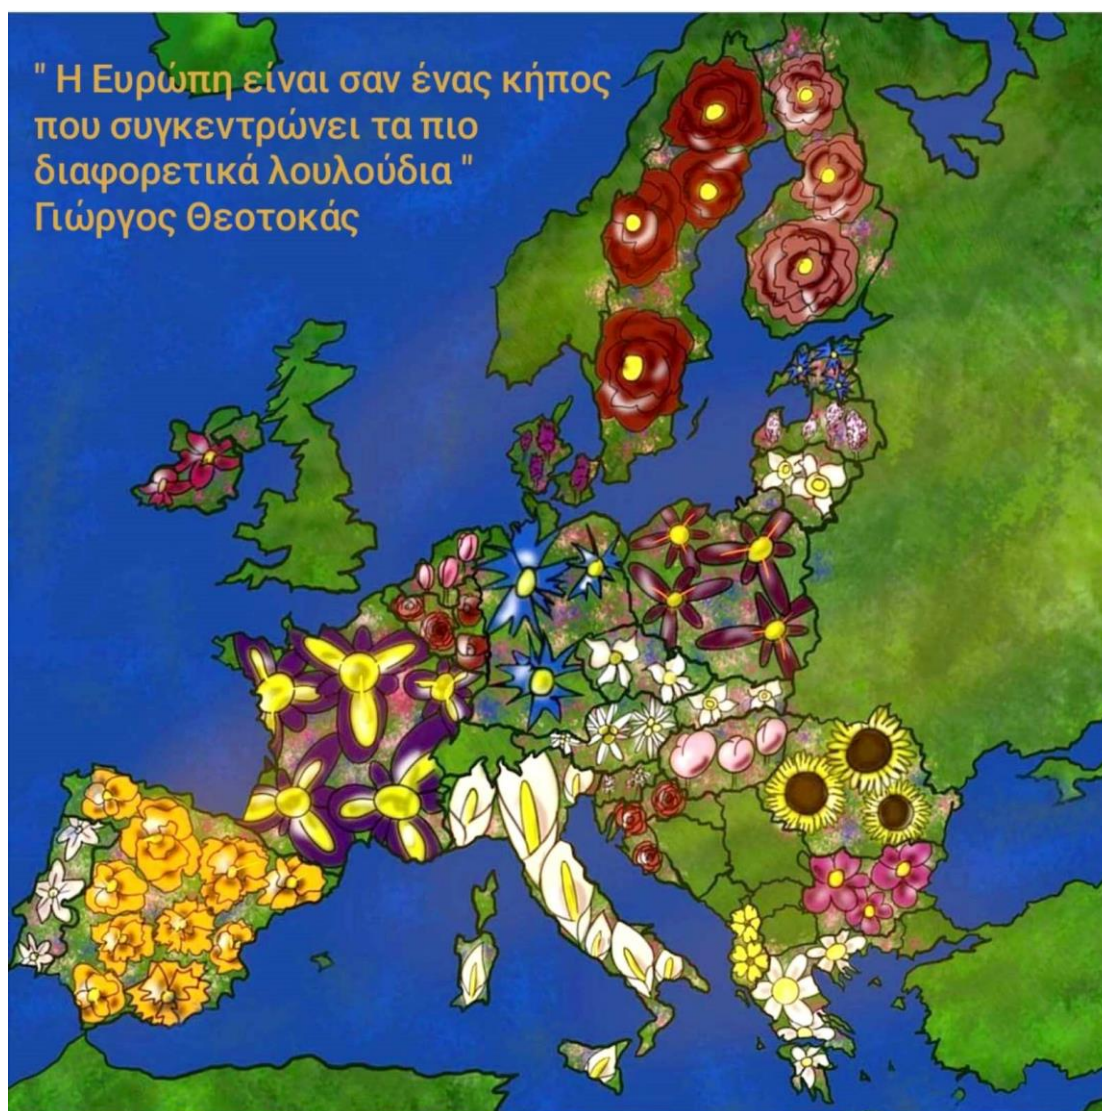 " Η Ευρώπη είναι σαν ένας κήπος
που συγκεντρώνει τα πιο
διαφορετικά λουλούδια "
Γιώργος Θεοτοκάς